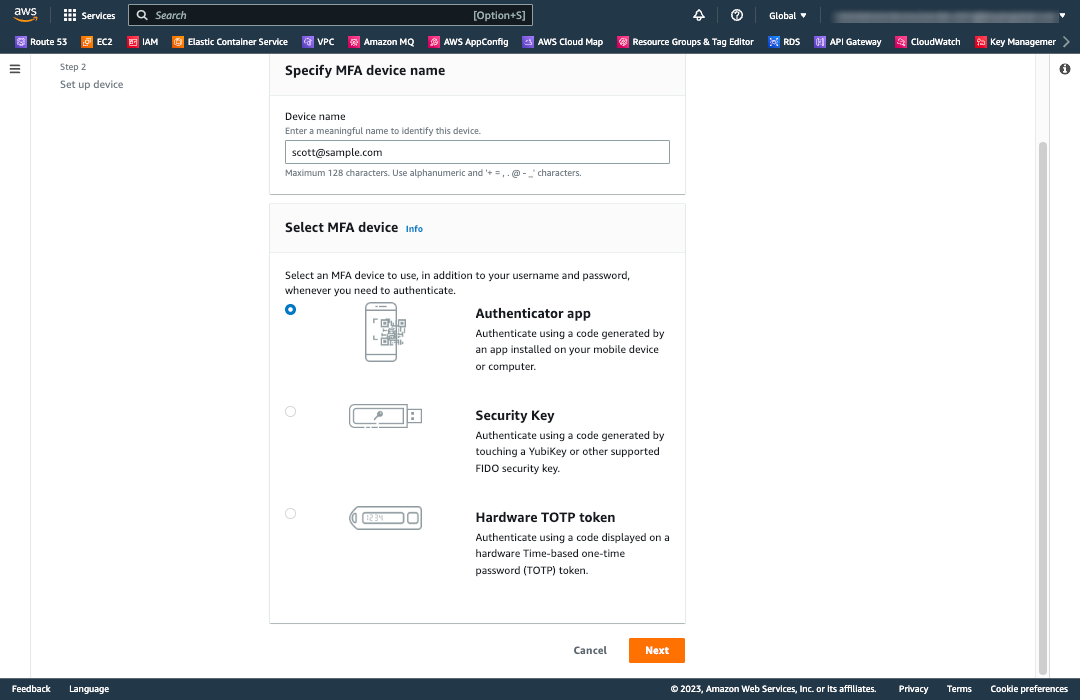 aws
Services
Search [Option+S]
Global
Route 53 EC2 IAM Elastic Container Service VPC Amazon MQ AWS AppConfig AWS Cloud Map Resource Groups & Tag Editor RDS API Gateway CloudWatch Key Managemer
Step 2
Set up device
Specify MFA device name
Device name
Enter a meaningful name to identify this device.
scott@sample.com
Maximum 128 characters. Use alphanumeric and '+ = , . @ - _' characters.
Select MFA device Info
Select an MFA device to use, in addition to your username and password,
whenever you need to authenticate.
Authenticator app
Authenticate using a code generated by
an app installed on your mobile device
or computer.
Security Key
Authenticate using a code generated by
touching a YubiKey or other supported
FIDO security key.
1234
Hardware TOTP token
Authenticate using a code displayed on a
hardware Time-based one-time
password (TOTP) token.
Cancel Next
Feedback Language © 2023, Amazon Web Services, Inc. or its affiliates. Privacy Terms Cookie preferences